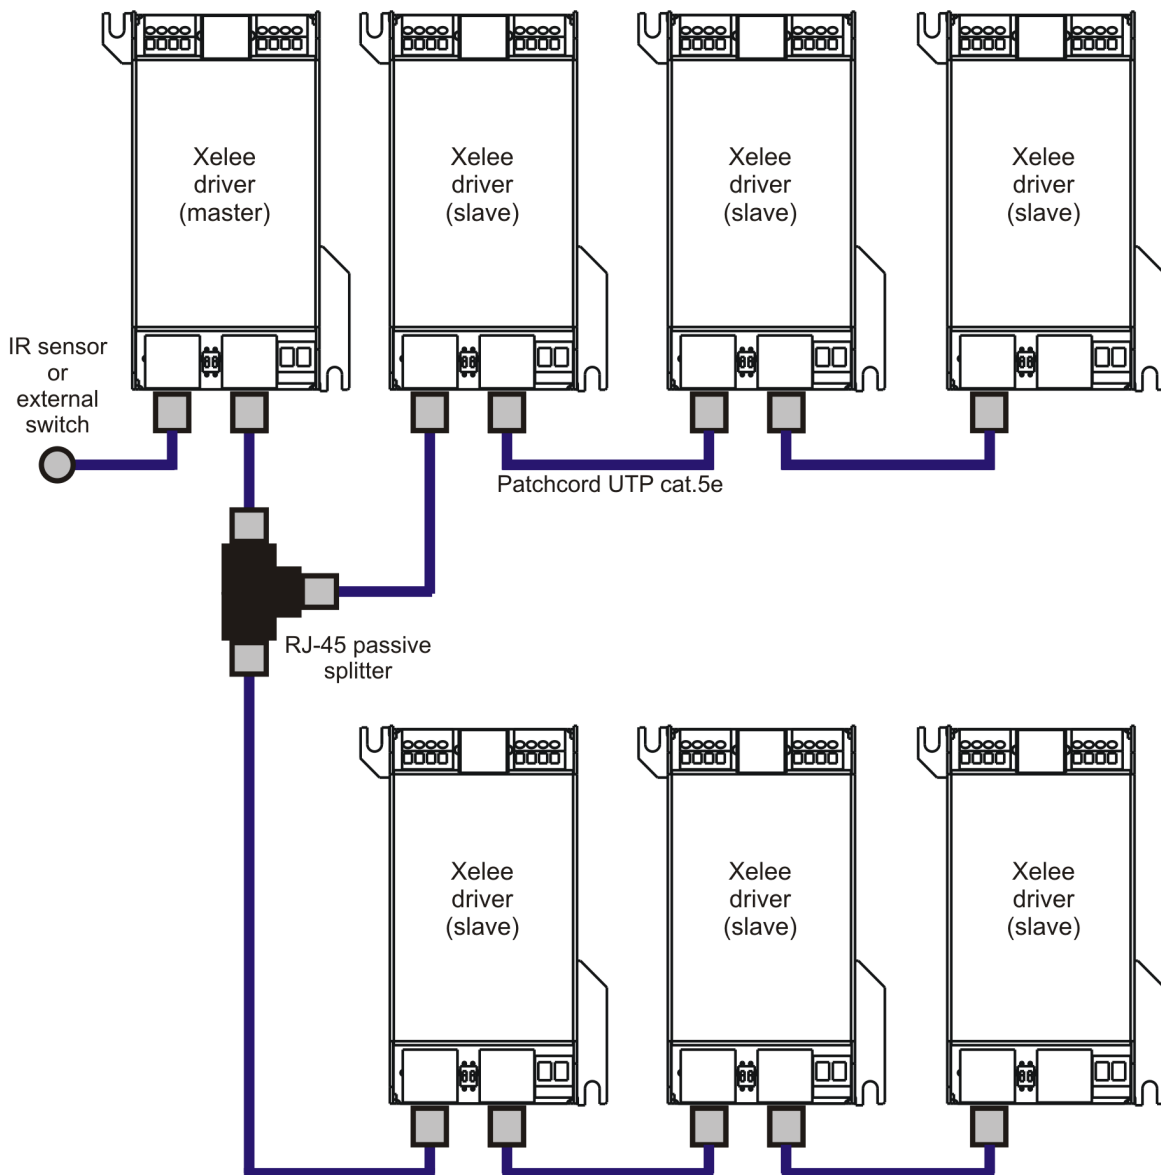 Xelee
driver
(master)
Xelee
driver
(slave)
Xelee
driver
(slave)
Xelee
driver
(slave)
IR sensor
or
external
switch
Patchcord UTP cat.5e
RJ-45 passive
splitter
Xelee
driver
(slave)
Xelee
driver
(slave)
Xelee
driver
(slave)